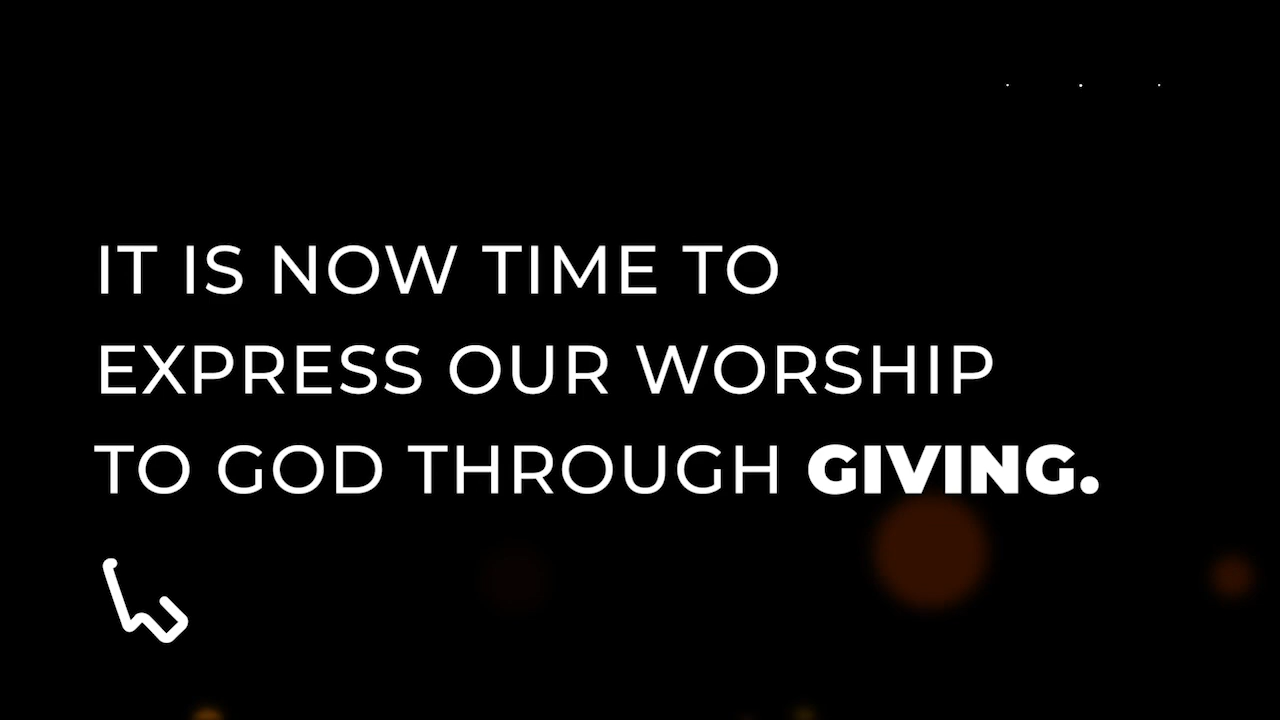 IT IS NOW TIME TO
EXPRESS OUR WORSHIP
TO GOD THROUGH GIVING.